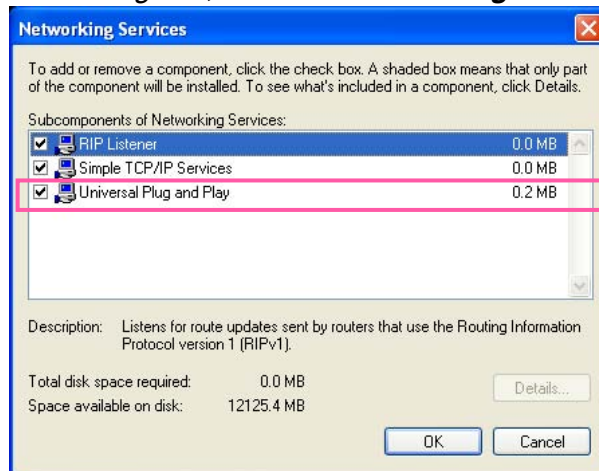 Networking Services
To add or remove a component, click the check box. A shaded box means that only part
of the component will be installed. To see what's included in a component, click Details.
Subcomponents of Networking Services:
RIP Listener 0.0 MB
Simple TCP/IP Services 0.0 MB
Universal Plug and Play 0.2 MB
Description: Listens for route updates sent by routers that use the Routing Information
Protocol version 1 (RIPv1).
Total disk space required: 0.0 MB
Details...
Space available on disk: 12125.4 MB
OK Cancel